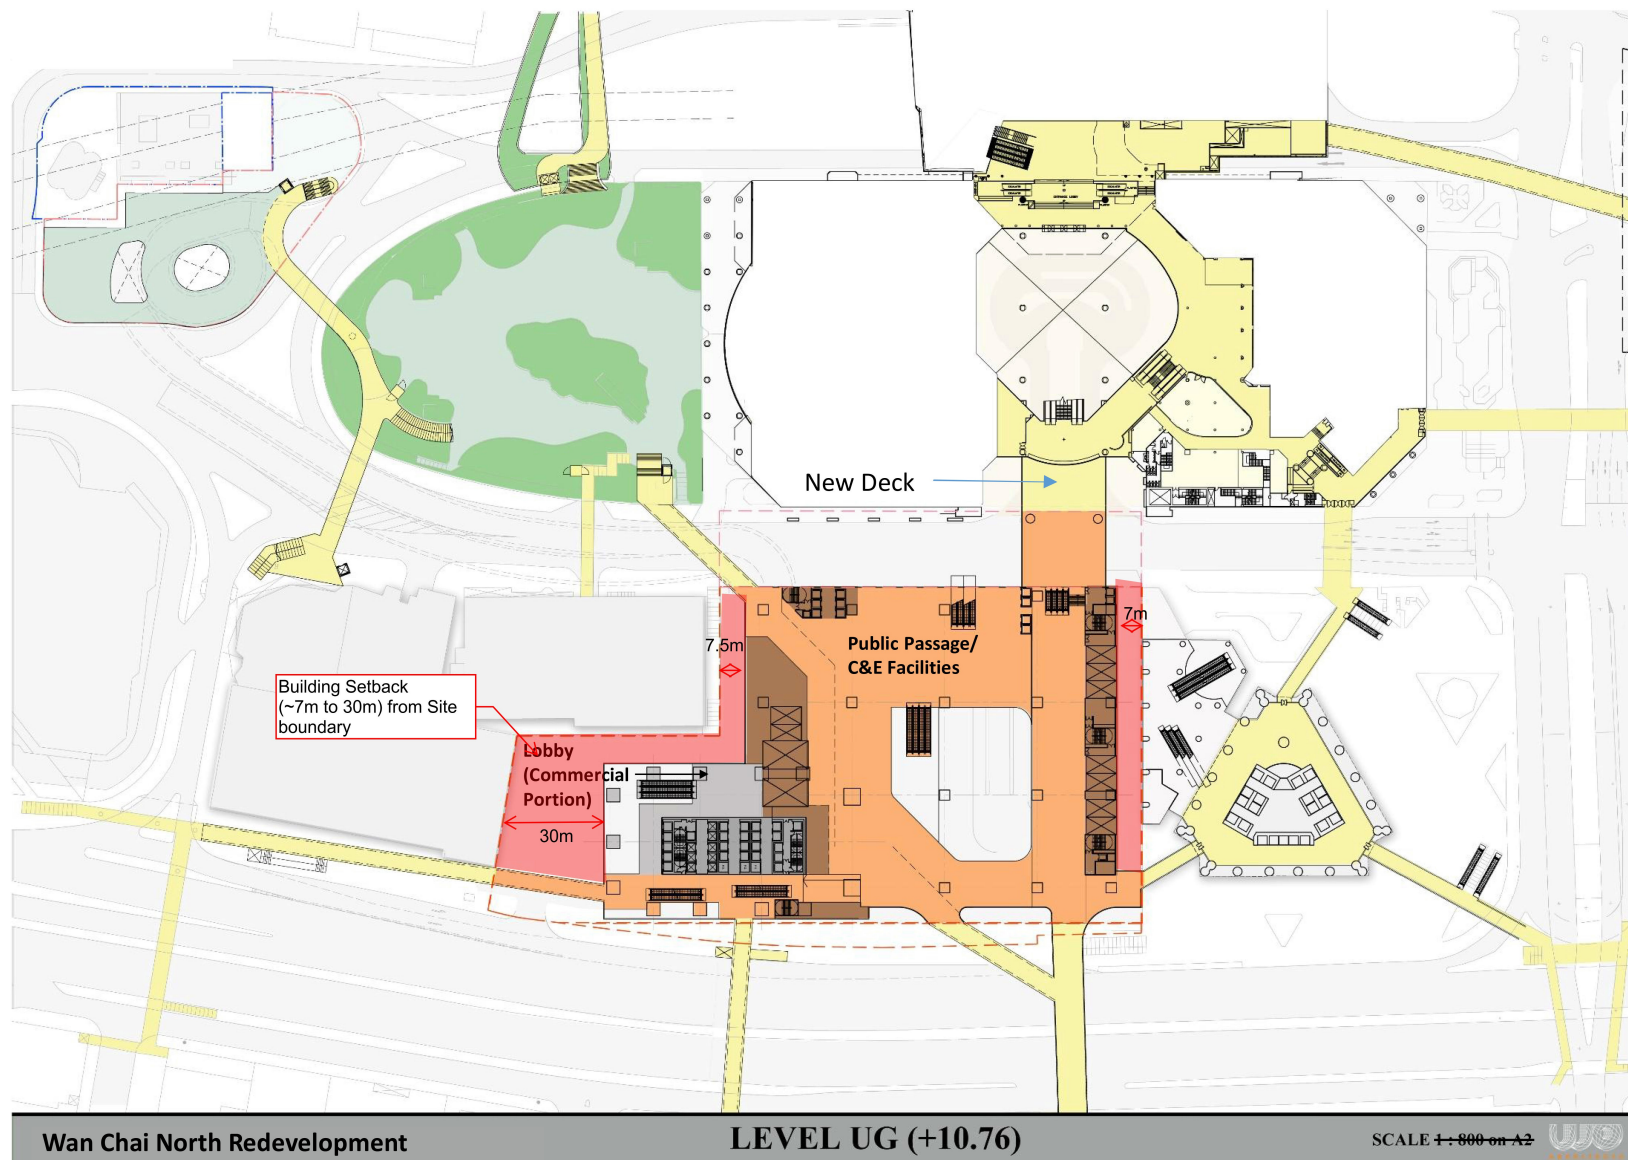 New Deck
7m
7.5m
Public Passage/
C&E Facilities
Building Setback
(~7m to 30m) from Site
boundary
Lobby
(Commercial
Portion)
30m
Wan Chai North Redevelopment
LEVEL UG (+10.76)
SCALE 1 : 800 on A2